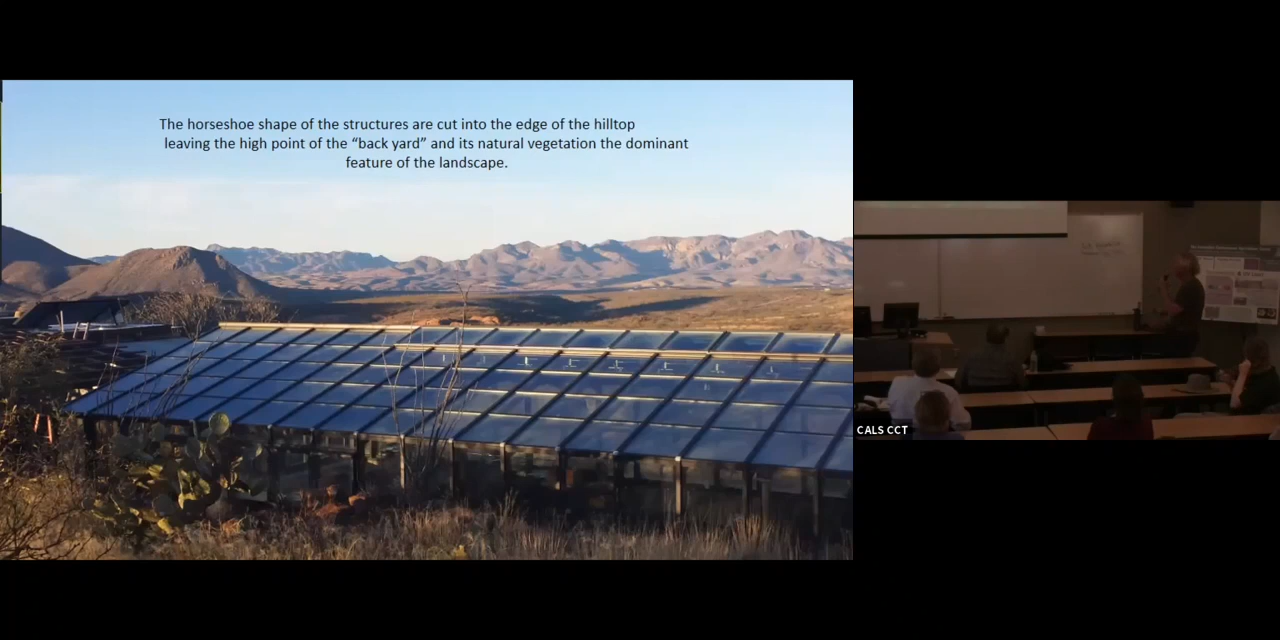 The horseshoe shape of the structures are cut into the edge of the hilltop
leaving the high point of the “back yard” and its natural vegetation the dominant
feature of the landscape.
CALS CCT